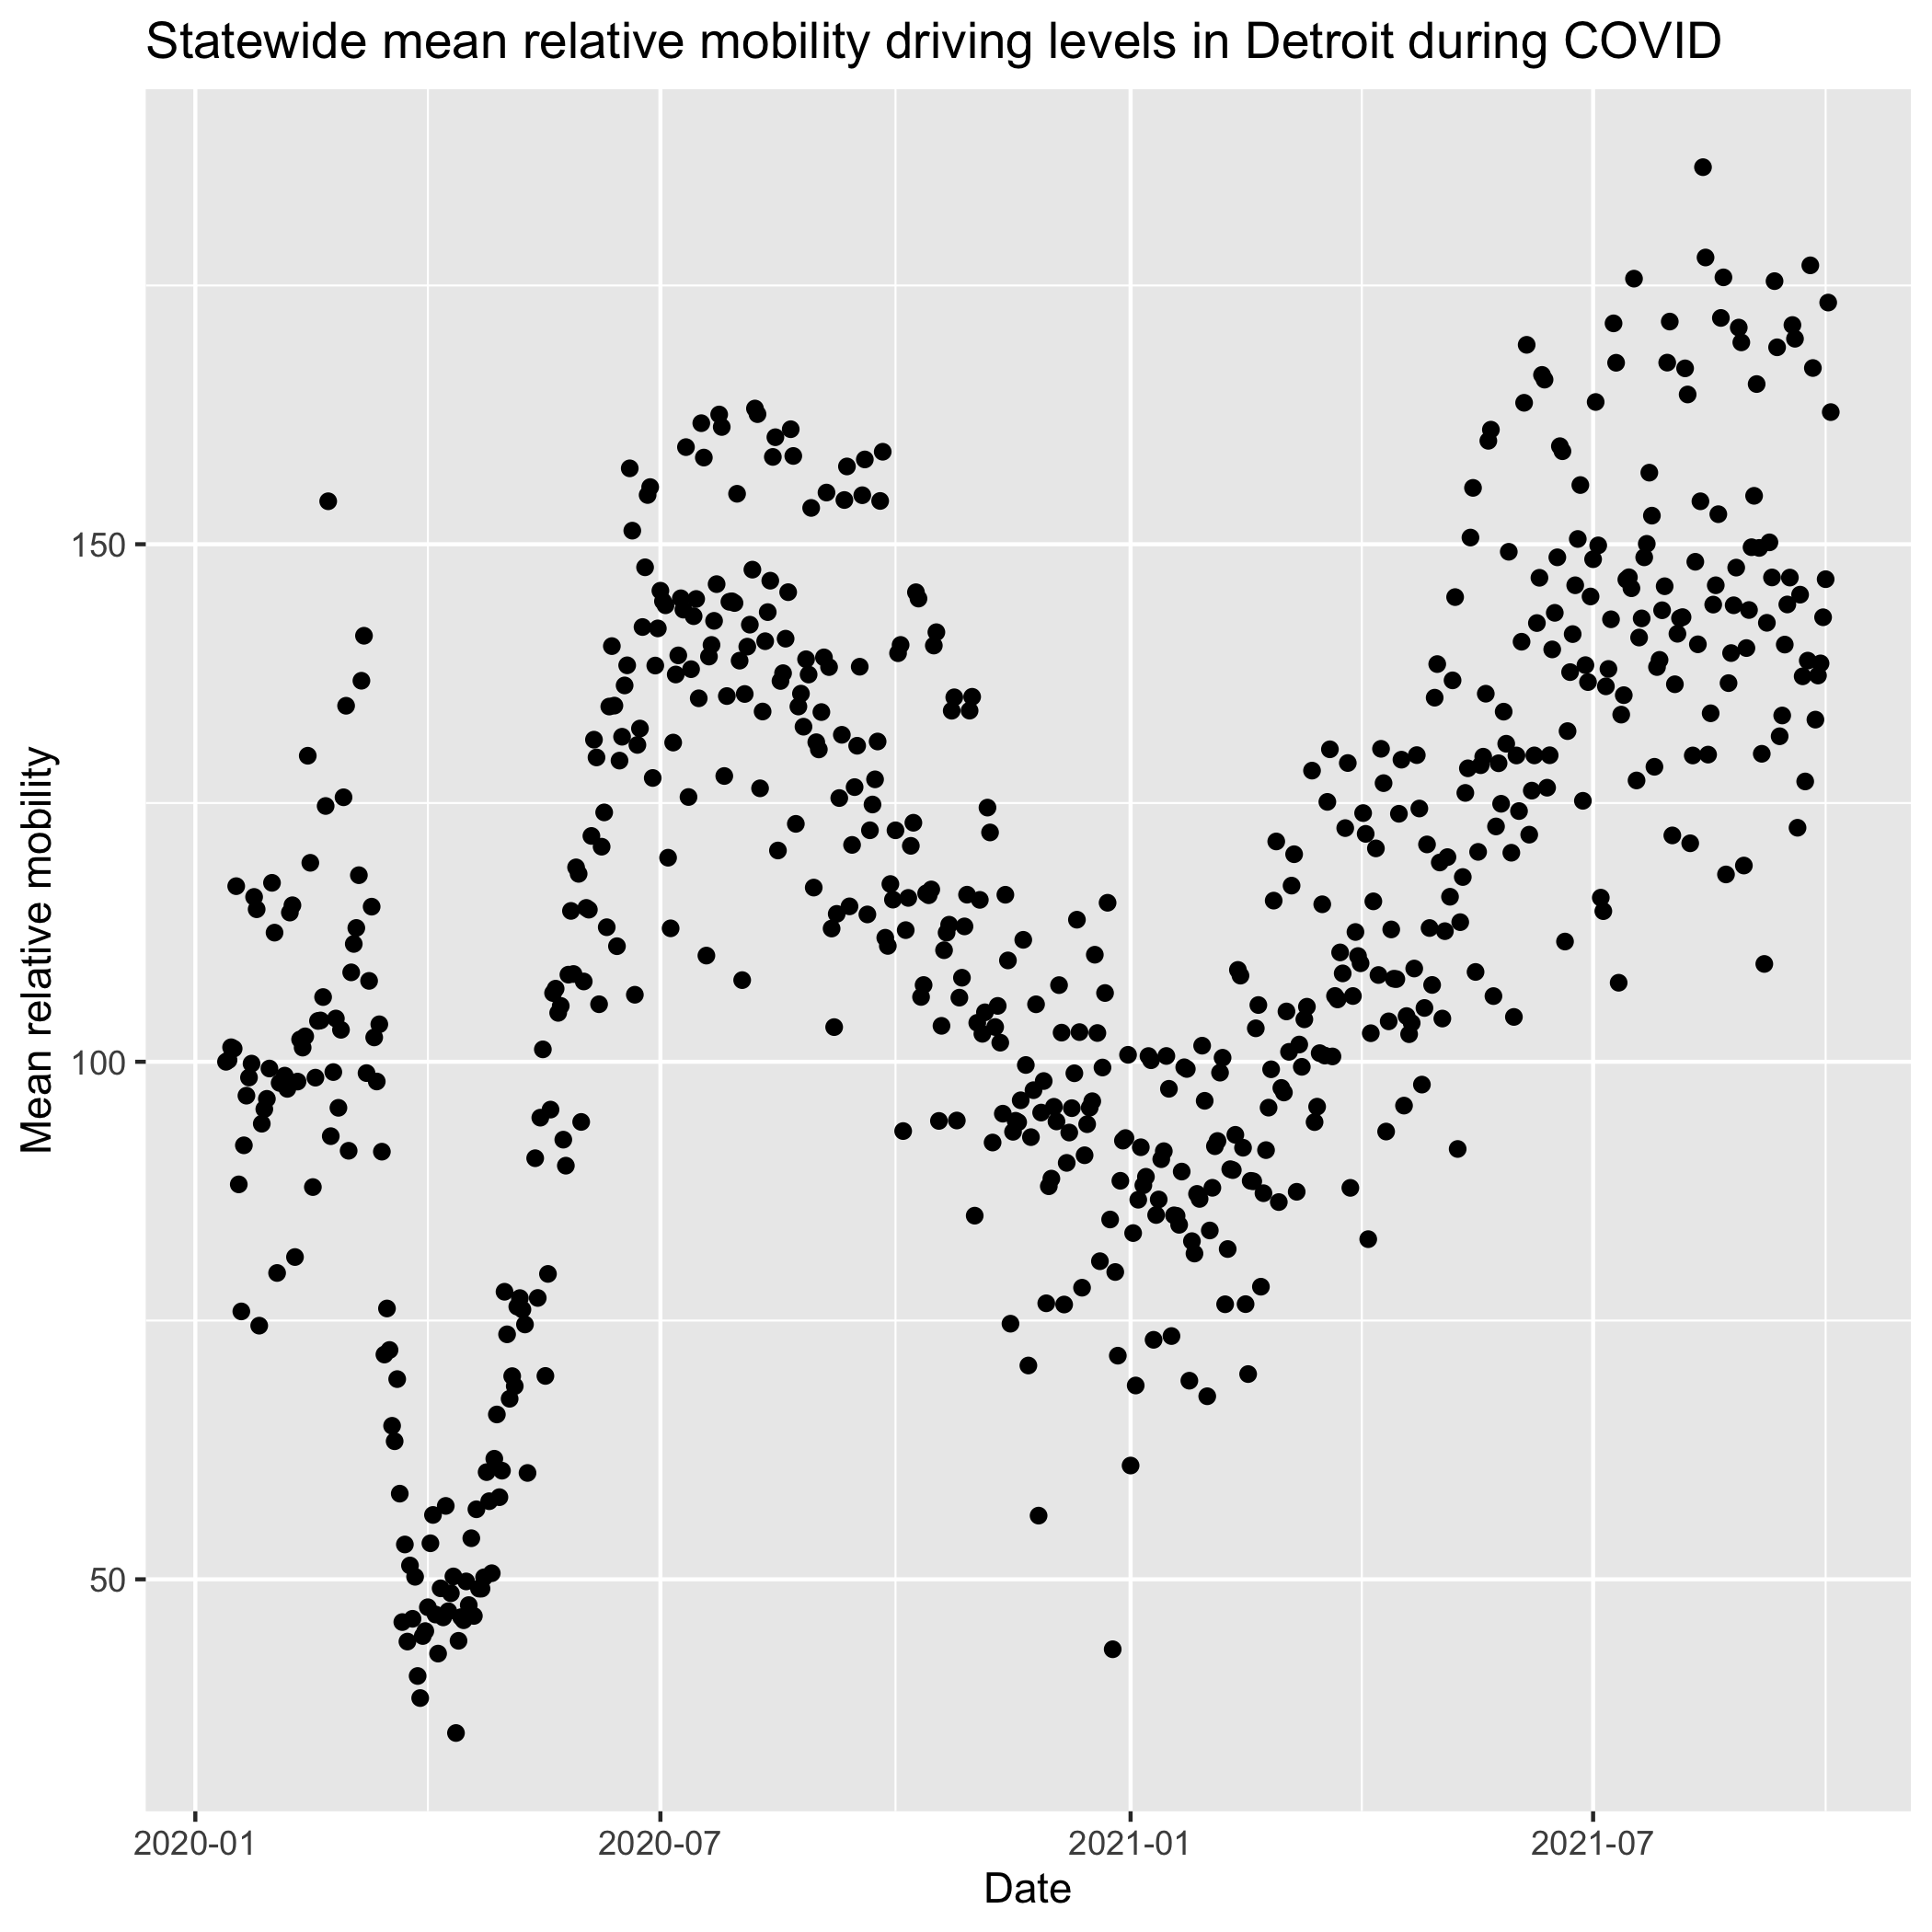 Statewide mean relative mobility driving levels in Detroit during COVID
Mean relative mobility
150
100
50
2020-01
2020-07
2021-01
2021-07
Date